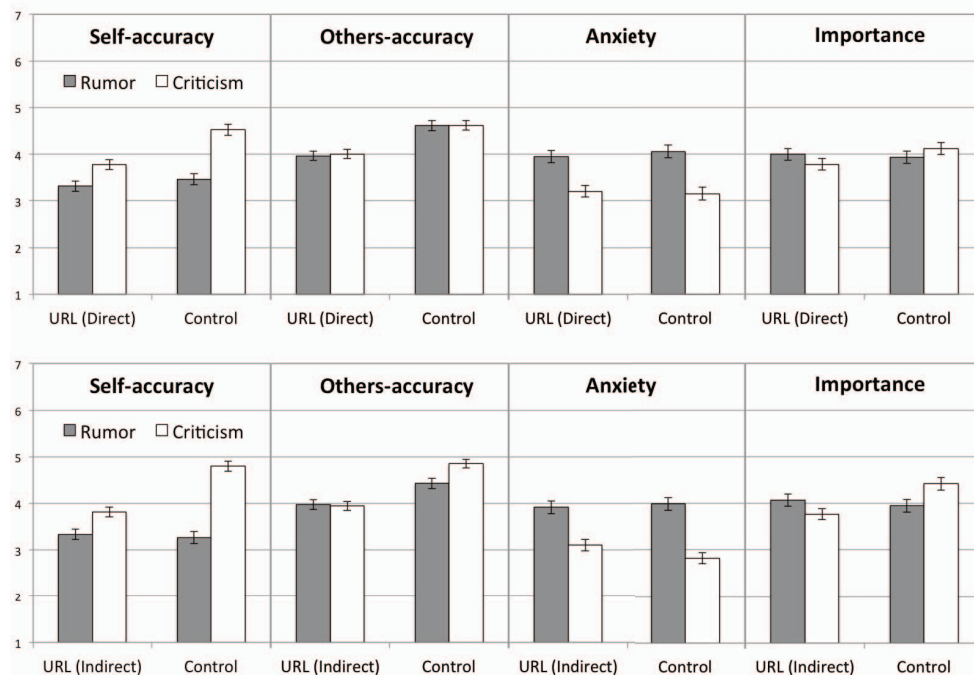 7
Self-accuracy Others-accuracy Anxiety Importance
6
Rumor Criticism
5
4
3
2
1
URL (Direct) Control URL (Direct) Control URL (Direct) Control URL (Direct) Control
7
Self-accuracy Others-accuracy Anxiety Importance
6
Rumor Criticism
5
4
3
2
1
URL (Indirect) Control URL (Indirect) Control URL (Indirect) Control URL (Indirect) Control